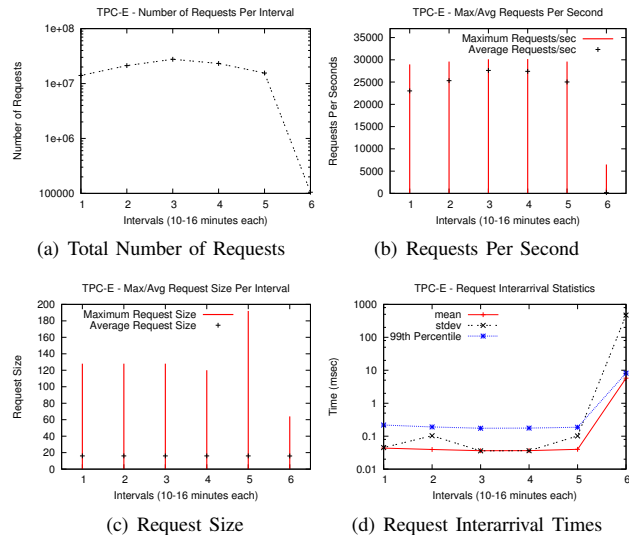 TPC-E - Number of Requests Per Interval
1e+08
1e+07
1e+06
100000
Number of Requests
1 2 3 4 5 6
Intervals (10-16 minutes each)
(a) Total Number of Requests
TPC-E - Max/Avg Requests Per Second
Maximum Requests/sec
Average Requests/sec
35000
30000
25000
20000
15000
10000
5000
0
Requests Per Seconds
1 2 3 4 5 6
Intervals (10-16 minutes each)
(b) Requests Per Second
TPC-E - Max/Avg Request Size Per Interval
Maximum Request Size
Average Request Size
200
180
160
140
120
100
80
60
40
20
0
Request Size
1 2 3 4 5 6
Intervals (10-16 minutes each)
(c) Request Size
TPC-E - Request Interarrival Statistics
mean
stdev
99th Percentile
1000
100
10
1
0.1
0.01
Time (msec)
1 2 3 4 5 6
Intervals (10-16 minutes each)
(d) Request Interarrival Times